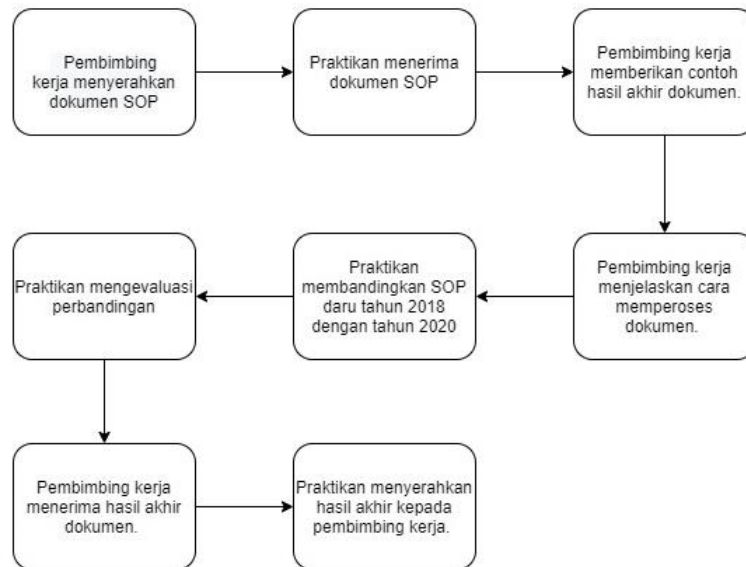 Pembimbing
kerja menyerahkan
dokumen SOP
Praktikan menerima
dokumen SOP
Pembimbing kerja
memberikan contoh
hasil akhir dokumen.
Pembimbing kerja
menjelaskan cara
memperoses
dokumen.
Praktikan
membandingkan SOP
daru tahun 2018
dengan tahun 2020
Praktikan mengevaluasi
perbandingan
Pembimbing kerja
menerima hasil akhir
dokumen.
Praktikan menyerahkan
hasil akhir kepada
pembimbing kerja.